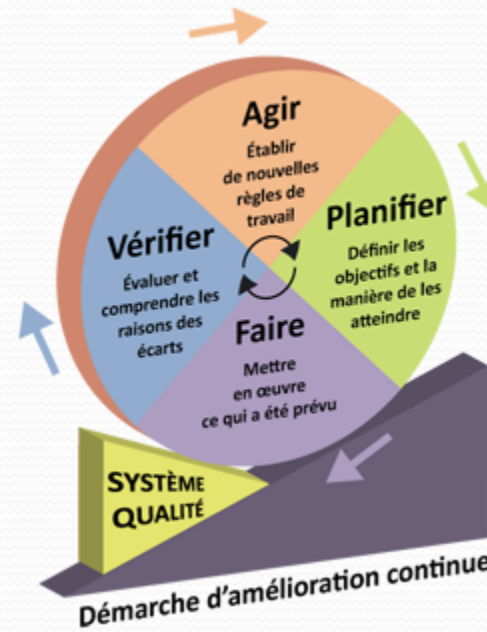 Agir
Établir
de nouvelles
règles de
travail
Planifier
Définir les
objectifs et la
manière de les
atteindre
Vérifier
Évaluer et
comprendre les
raisons des
écarts
Faire
Mettre
en œuvre
ce qui a été prévu
SYSTÈME
QUALITÉ
Démarche d’amélioration continue